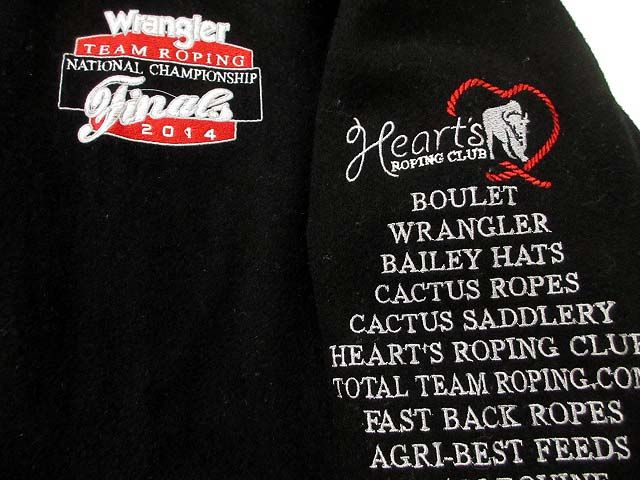 Wrangler
TEAM ROPING
NATIONAL CHAMPIONSHIP
Finals
2014
Heart's
ROPING CLUB
BOULET
WRANGLER
BAILEY HATS
CACTUS ROPES
CACTUS SADDLERY
HEART'S ROPING CLUB
TOTAL TEAM ROPING.COM
FAST BACK ROPES
AGRI-BEST FEEDS
EQUINE